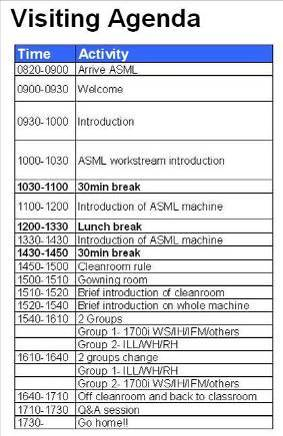 Visiting Agenda
Time Activity
0820-0900 Arrive ASML
0900-0930 Welcome
0930-1000 Introduction
1000-1030 ASML workstream introduction
1030-1100 30min break
1100-1200 Introduction of ASML machine
1200-1330 Lunch break
1330-1430 Introduction of ASML machine
1430-1450 30min break
1450-1500 Cleanroom rule
1500-1510 Gowning room
1510-1520 Brief introduction of cleanroom
1520-1540 Brief introduction on whole machine
1540-1610 2 Groups
Group 1- 1700i WS/IH/IFM/others
Group 2- ILL/WH/RH
1610-1640 2 groups change
Group 1- ILL/WH/RH
Group 2- 1700i WS/IH/IFM/others
1640-1710 Off cleanroom and back to classroom
1710-1730 Q&A session
1730- Go home!!